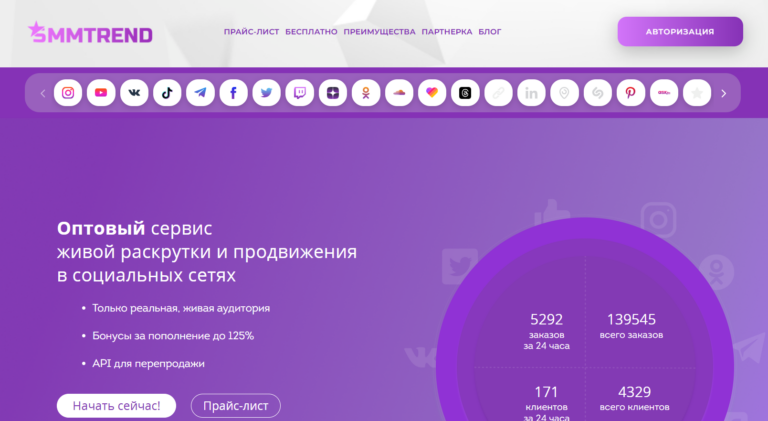 SMMTREND
ПРАЙС-ЛИСТ БЕСПЛАТНО ПРЕИМУЩЕСТВА ПАРТНЕРКА БЛОГ
АВТОРИЗАЦИЯ
Оптовый сервис
живой раскрутки и продвижения
в социальных сетях
Только реальная, живая аудитория
Бонусы за пополнение до 125%
API для перепродажи
Начать сейчас!
Прайс-лист
5292
заказов
за 24 часа
139545
всего заказов
171
клиентов
за 24 часа
4329
всего клиентов